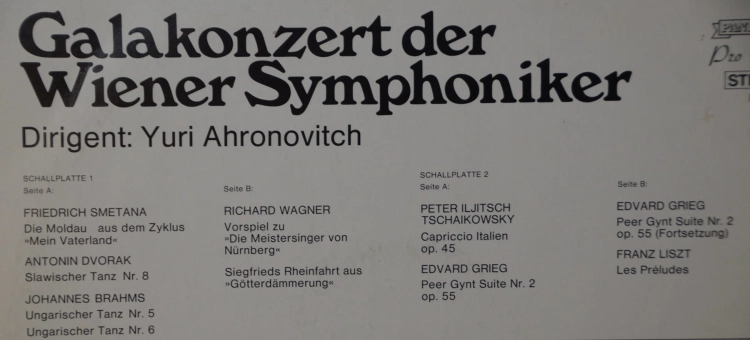 Galakonzert der
Wiener Symphoniker
Dirigent: Yuri Ahronovitch
SCHALLPLATTE 1
Seite A:
FRIEDRICH SMETANA
Die Moldau aus dem Zyklus
»Mein Vaterland«
ANTONIN DVORAK
Slawischer Tanz Nr. 8
JOHANNES BRAHMS
Ungarischer Tanz Nr. 5
Ungarischer Tanz Nr. 6
Seite B:
RICHARD WAGNER
Vorspiel zu
»Die Meistersinger von
Nürnberg«
Siegfrieds Rheinfahrt aus
»Götterdämmerung«
SCHALLPLATTE 2
Seite A:
PETER ILJITSCH
TSCHAIKOWSKY
Capriccio Italien
op. 45
EDVARD GRIEG
Peer Gynt Suite Nr. 2
op. 55
Seite B:
EDVARD GRIEG
Peer Gynt Suite Nr. 2
op. 55 (Fortsetzung)
FRANZ LISZT
Les Préludes
Pro
ST